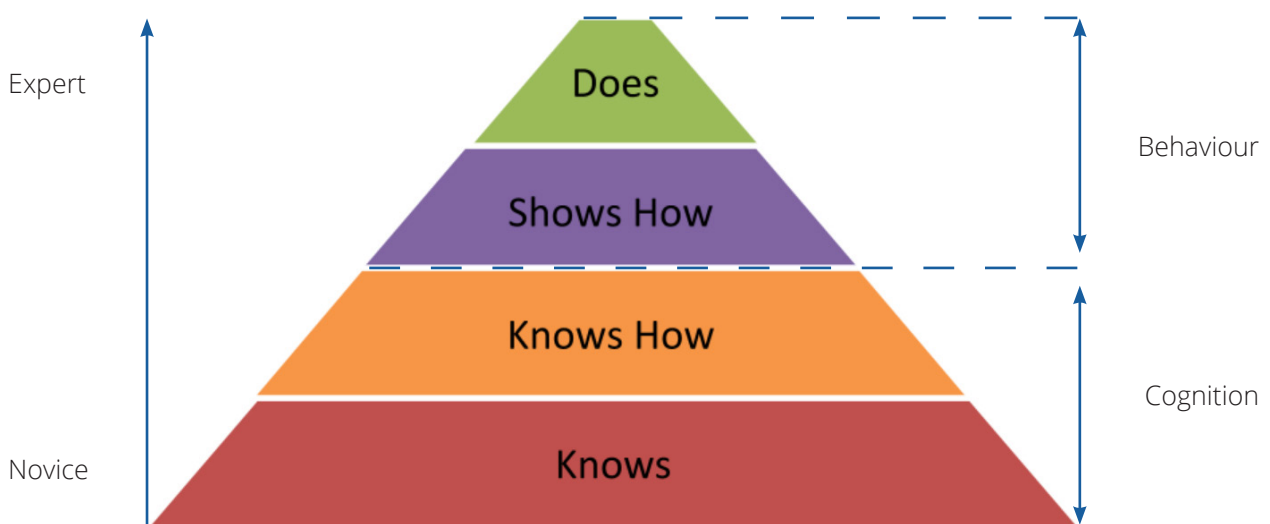 Expert
Does
Behaviour
Shows How
Knows How
Cognition
Novice
Knows